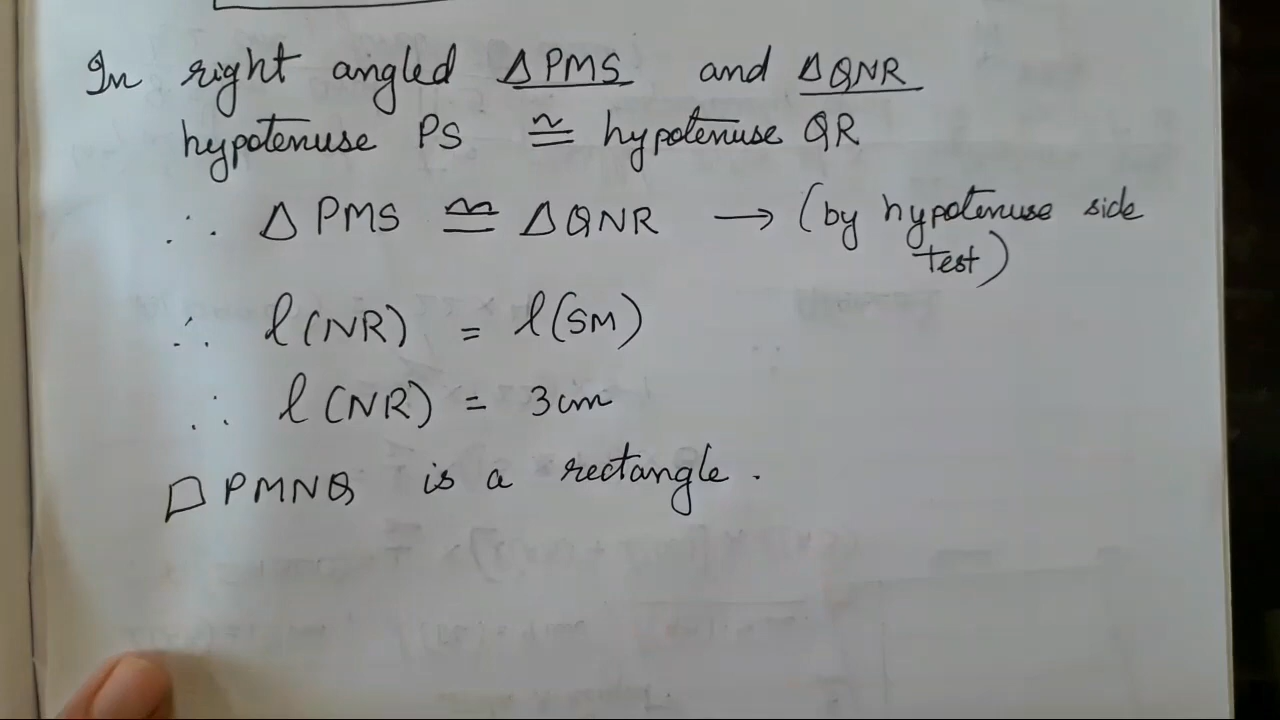 In right angled △PMS and △QNR
hypotenuse PS ≅ hypotenuse QR
∴ △PMS ≅ △QNR → (by hypotenuse side
test)
∴ l(NR) = l(SM)
∴ l(NR) = 3cm
□PMNQ is a rectangle.